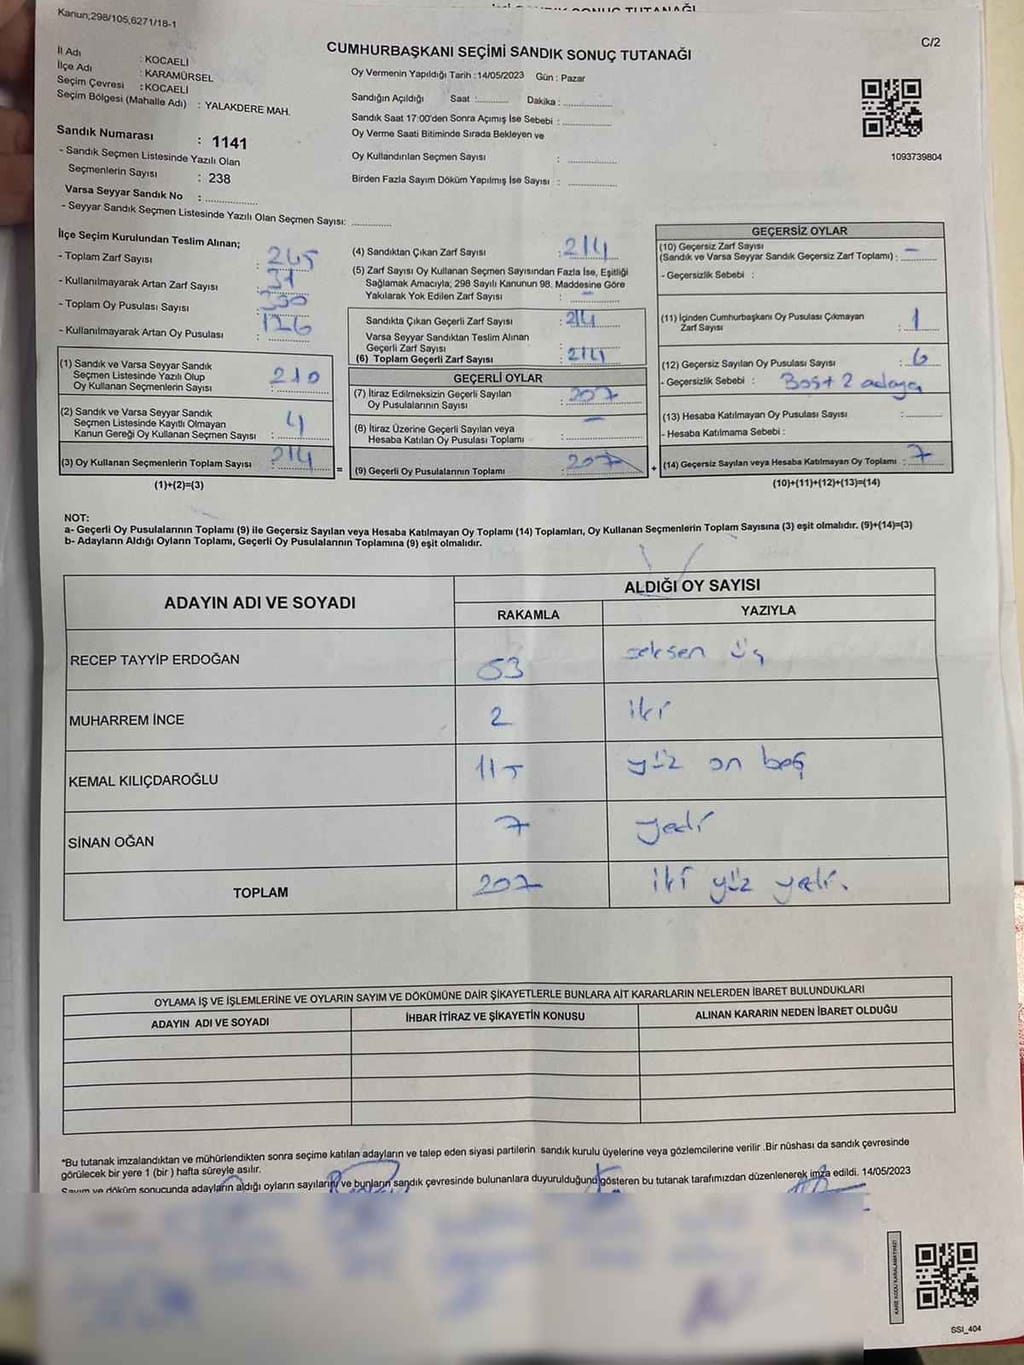 Kanun;298/105,6271/18-1
C/2
CUMHURBAŞKANI SEÇİMİ SANDIK SONUÇ TUTANAĞI
İl Adı : KOCAELİ
İlçe Adı : KARAMÜRSEL
Seçim Çevresi : KOCAELİ
Seçim Bölgesi (Mahalle Adı) : YALAKDERE MAH.
Sandık Numarası : 1141
- Sandık Seçmen Listesinde Yazılı Olan
Seçmenlerin Sayısı : 238
Varsa Seyyar Sandık No :
- Seyyar Sandık Seçmen Listesinde Yazılı Olan Seçmen Sayısı:
Oy Vermenin Yapıldığı Tarih : 14/05/2023 Gün : Pazar
Sandığın Açıldığı Saat : Dakika :
Sandık Saat 17:00'den Sonra Açımış İse Sebebi :
Oy Verme Saati Bitiminde Sırada Bekleyen ve
Oy Kullandırılan Seçmen Sayısı :
Birden Fazla Sayım Döküm Yapılmış İse Sayısı :
1093739804
İlçe Seçim Kurulundan Teslim Alınan;
- Toplam Zarf Sayısı : 245
- Kullanılmayarak Artan Zarf Sayısı : 31
- Toplam Oy Pusulası Sayısı : 330
- Kullanılmayarak Artan Oy Pusulası : 126
(1) Sandık ve Varsa Seyyar Sandık
Seçmen Listesinde Yazılı Olup
Oy Kullanan Seçmenlerin Sayısı : 210
(2) Sandık ve Varsa Seyyar Sandık
Seçmen Listesinde Kayıtlı Olmayan
Kanun Gereği Oy Kullanan Seçmen Sayısı : 4
(3) Oy Kullanan Seçmenlerin Toplam Sayısı : 214
(1)+(2)=(3)
(4) Sandıktan Çıkan Zarf Sayısı : 214
(5) Zarf Sayısı Oy Kullanan Seçmen Sayısından Fazla İse, Eşitliği
Sağlamak Amacıyla; 298 Sayılı Kanunun 98. Maddesine Göre
Yakılarak Yok Edilen Zarf Sayısı : –
Sandıkta Çıkan Geçerli Zarf Sayısı : 214
Varsa Seyyar Sandıktan Teslim Alınan
Geçerli Zarf Sayısı :
(6) Toplam Geçerli Zarf Sayısı : 214
GEÇERLİ OYLAR
(7) İtiraz Edilmeksizin Geçerli Sayılan
Oy Pusulalarının Sayısı : 207
(8) İtiraz Üzerine Geçerli Sayılan veya
Hesaba Katılan Oy Pusulası Toplamı : –
= (9) Geçerli Oy Pusulalarının Toplamı : 207 +
GEÇERSİZ OYLAR
(10) Geçersiz Zarf Sayısı
(Sandık ve Varsa Seyyar Sandık Geçersiz Zarf Toplamı) : –
- Geçersizlik Sebebi :
(11) İçinden Cumhurbaşkanı Oy Pusulası Çıkmayan
Zarf Sayısı : 1
(12) Geçersiz Sayılan Oy Pusulası Sayısı : 6
- Geçersizlik Sebebi : 2 adaya
(13) Hesaba Katılmayan Oy Pusulası Sayısı :
- Hesaba Katılmama Sebebi :
(14) Geçersiz Sayılan veya Hesaba Katılmayan Oy Toplamı : 7
(10)+(11)+(12)+(13)=(14)
NOT:
a- Geçerli Oy Pusulalarının Toplamı (9) ile Geçersiz Sayılan veya Hesaba Katılmayan Oy Toplamı (14) Toplamları, Oy Kullanan Seçmenlerin Toplam Sayısına (3) eşit olmalıdır. (9)+(14)=(3)
b- Adayların Aldığı Oyların Toplamı, Geçerli Oy Pusulalarının Toplamına (9) eşit olmalıdır.
ADAYIN ADI VE SOYADI
ALDIĞI OY SAYISI
RAKAMLA YAZIYLA
RECEP TAYYİP ERDOĞAN 83 seksen üç
MUHARREM İNCE 2 iki
KEMAL KILIÇDAROĞLU 115 yüz on beş
SİNAN OĞAN 7 yedi
TOPLAM 207 iki yüz yedi.
OYLAMA İŞ VE İŞLEMLERİNE VE OYLARIN SAYIM VE DÖKÜMÜNE DAİR ŞİKAYETLERLE BUNLARA AİT KARARLARIN NELERDEN İBARET BULUNDUKLARI
ADAYIN ADI VE SOYADI İHBAR İTİRAZ VE ŞİKAYETİN KONUSU ALINAN KARARIN NEDEN İBARET OLDUĞU
*Bu tutanak imzalandıktan ve mühürlendikten sonra seçime katılan adayların ve talep eden siyasi partilerin sandık kurulu üyelerine veya gözlemcilerine verilir .Bir nüshası da sandık çevresinde
görülecek bir yere 1 (bir ) hafta süreyle asılır.
Sayım ve döküm sonucunda adayların aldığı oyların sayıların ve bunların sandık çevresinde bulunanlara duyurulduğunu gösteren bu tutanak tarafımızdan düzenlenerek imza edildi. 14/05/2023
KARE KODU KARALAMAYINIZ!
SSI_404